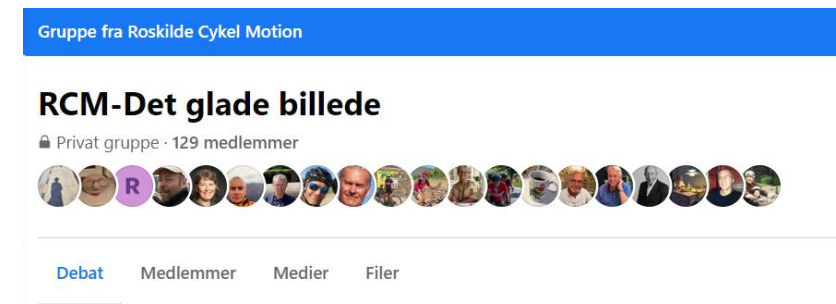 Gruppe fra Roskilde Cykel Motion
RCM-Det glade billede
Privat gruppe · 129 medlemmer
R
Debat Medlemmer Medier Filer